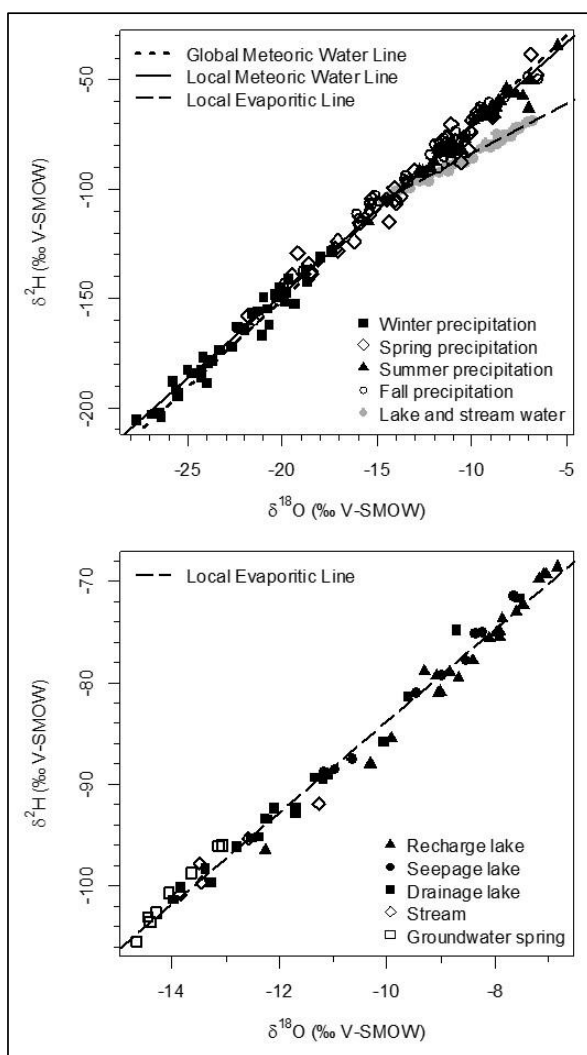 Global Meteoric Water Line
Local Meteoric Water Line
Local Evaporitic Line
δ²H (‰ V-SMOW)
-50
-100
-150
-200
Winter precipitation
Spring precipitation
Summer precipitation
Fall precipitation
Lake and stream water
-25 -20 -15 -10 -5
δ¹⁸O (‰ V-SMOW)
Local Evaporitic Line
δ²H (‰ V-SMOW)
-70
-80
-90
-100
Recharge lake
Seepage lake
Drainage lake
Stream
Groundwater spring
-14 -12 -10 -8
δ¹⁸O (‰ V-SMOW)